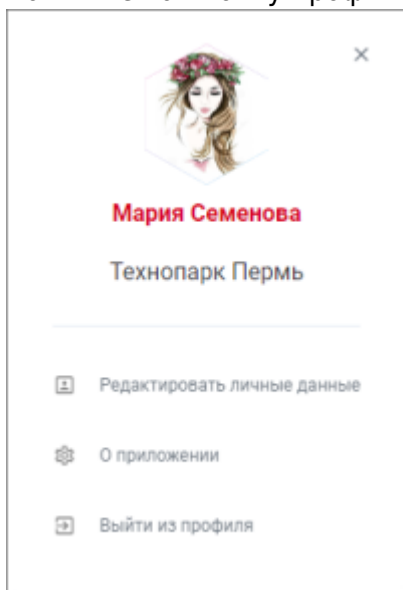 Мария Семенова
Технопарк Пермь
Редактировать личные данные
О приложении
Выйти из профиля